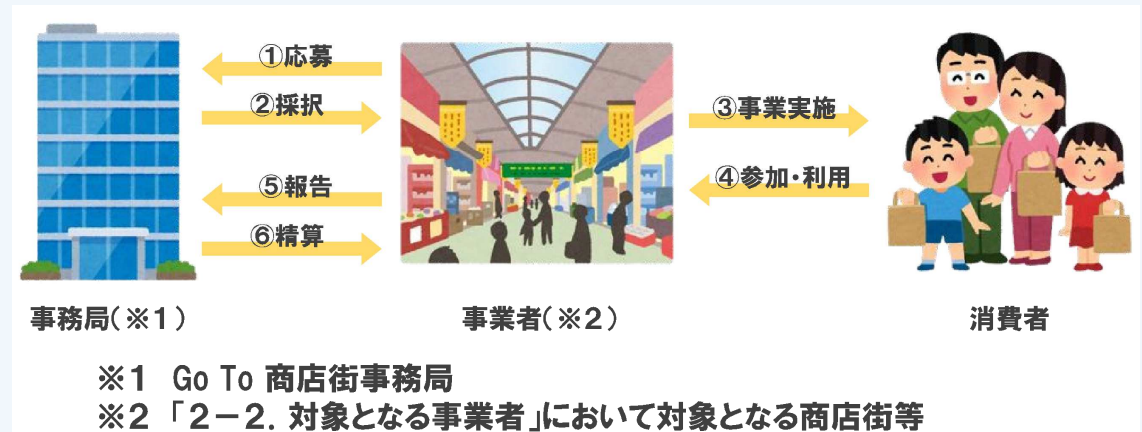 ①応募
②採択
③事業実施
④参加・利用
⑤報告
⑥精算
事務局(※1)
事業者(※2)
消費者
※1 Go To 商店街事務局
※2 「2-2. 対象となる事業者」において対象となる商店街等